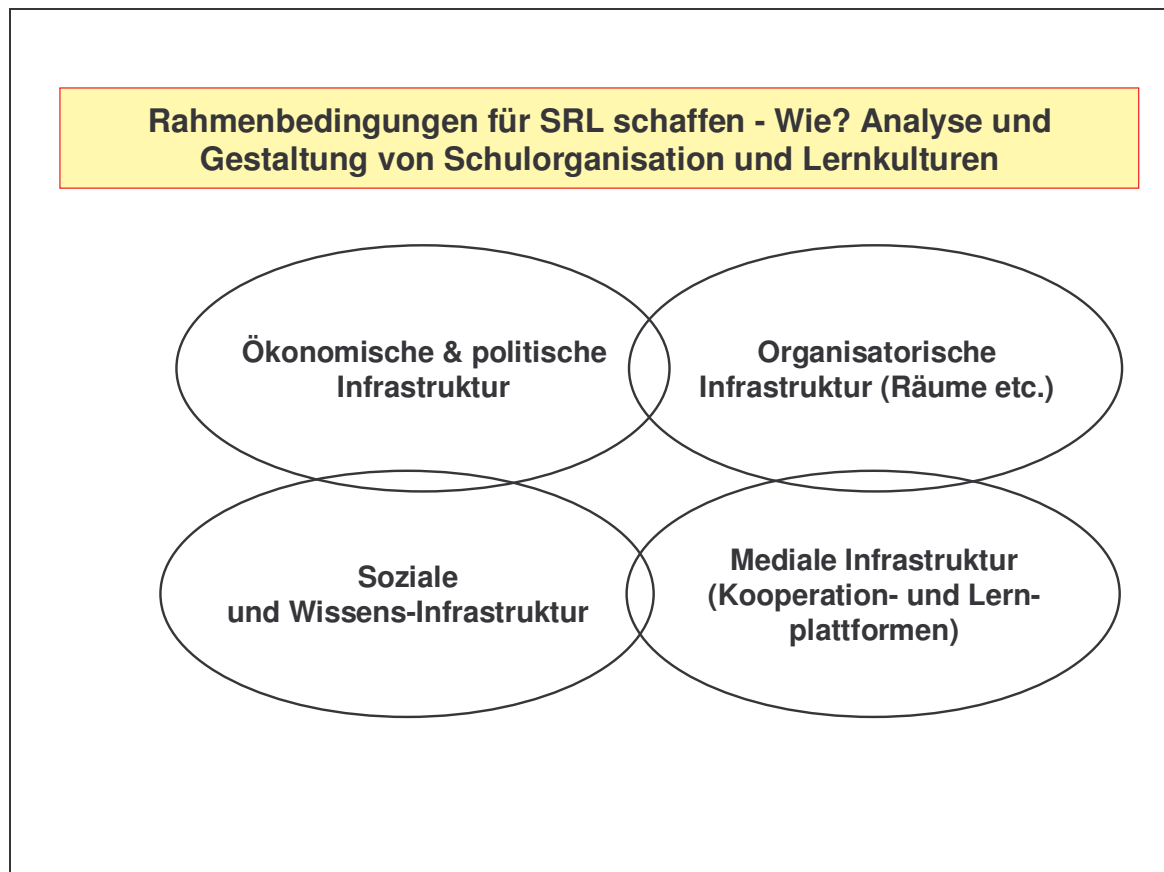 Rahmenbedingungen für SRL schaffen - Wie? Analyse und
Gestaltung von Schulorganisation und Lernkulturen
Ökonomische & politische
Infrastruktur
Organisatorische
Infrastruktur (Räume etc.)
Soziale
und Wissens-Infrastruktur
Mediale Infrastruktur
(Kooperation- und Lern-
plattformen)